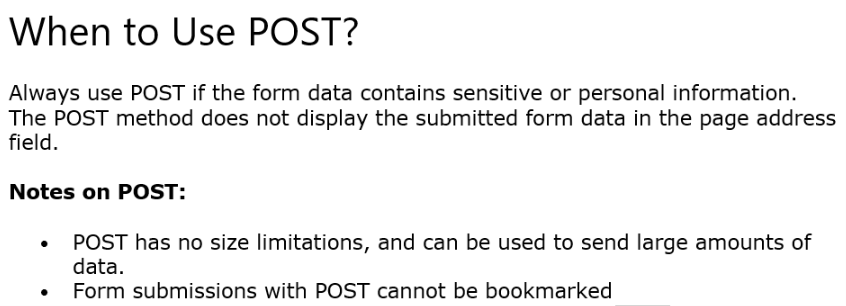 When to Use POST?
Always use POST if the form data contains sensitive or personal information.
The POST method does not display the submitted form data in the page address
field.
Notes on POST:
• POST has no size limitations, and can be used to send large amounts of
data.
• Form submissions with POST cannot be bookmarked